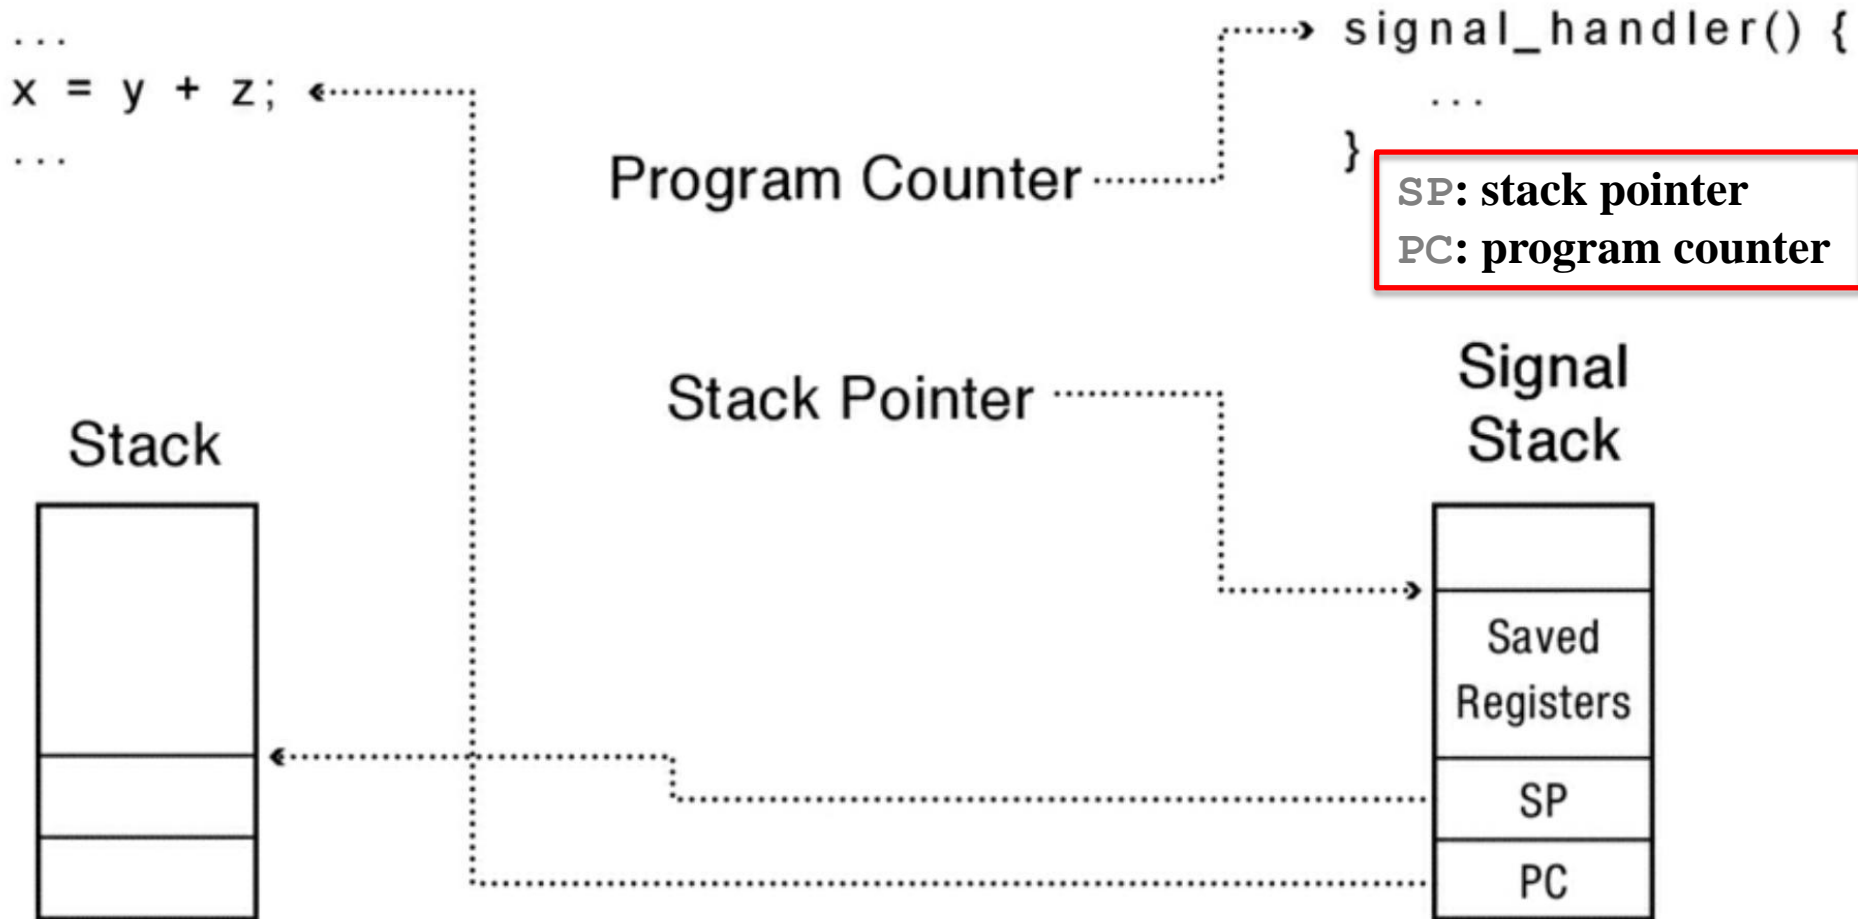 ...
x = y + z;
...
signal_handler() {
...
}
Program Counter
SP: stack pointer
PC: program counter
Stack Pointer
Stack
Signal
Stack
Saved
Registers
SP
PC